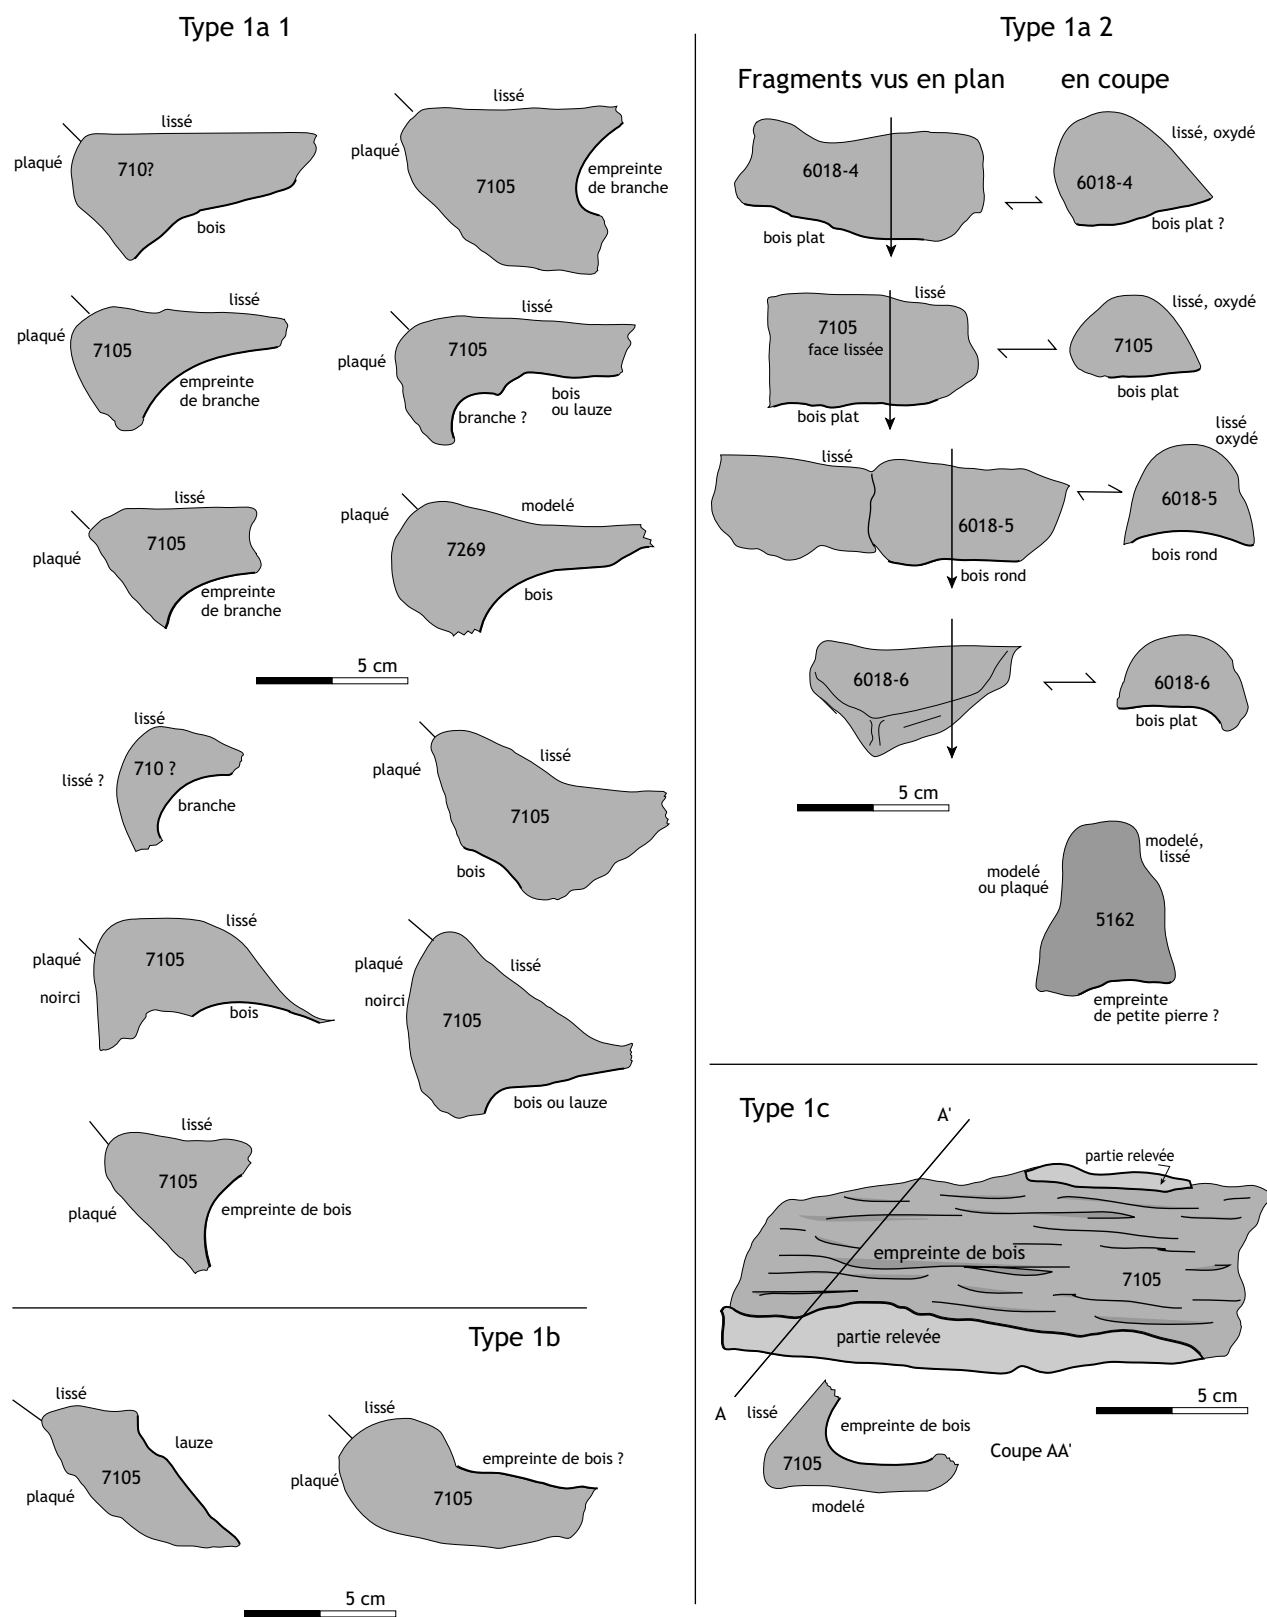 Type 1a 1
lissé
plaqué
710?
bois
lissé
plaqué
7105
empreinte
de branche
lissé
plaqué
7105
empreinte
de branche
lissé
plaqué
7105
branche ?
bois
ou lauze
lissé
plaqué
7105
empreinte
de branche
modelé
plaqué
7269
bois
5 cm
lissé
lissé ?
710 ?
branche
lissé
plaqué
7105
bois
lissé
plaqué
7105
noirci
bois
plaqué
lissé
noirci
7105
bois ou lauze
lissé
7105
plaqué
empreinte de bois
Type 1b
lissé
lauze
7105
plaqué
lissé
empreinte de bois ?
plaqué
7105
5 cm
Type 1a 2
Fragments vus en plan
en coupe
6018-4
bois plat
lissé, oxydé
6018-4
bois plat ?
lissé
7105
face lissée
bois plat
lissé, oxydé
7105
bois plat
lissé
6018-5
bois rond
lissé
oxydé
6018-5
bois rond
6018-6
6018-6
bois plat
5 cm
modelé,
lissé
modelé
ou plaqué
5162
empreinte
de petite pierre ?
Type 1c
A'
partie relevée
empreinte de bois
7105
partie relevée
A
5 cm
lissé
empreinte de bois
7105
Coupe AA'
modelé